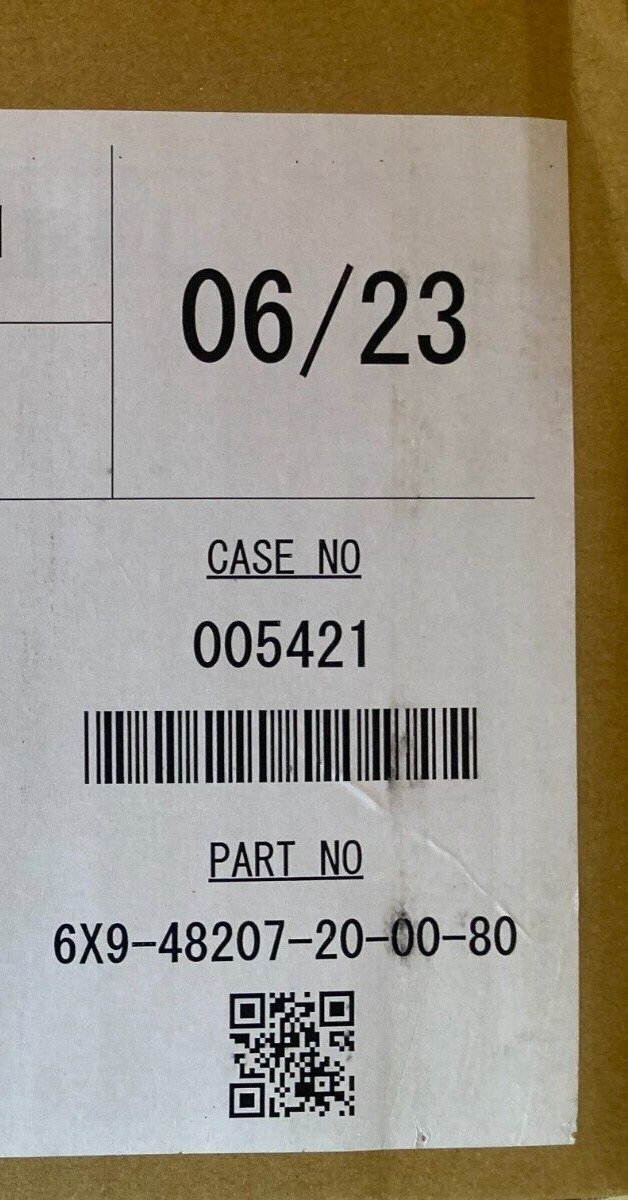 06/23
CASE NO
005421
PART NO
6X9-48207-20-00-80